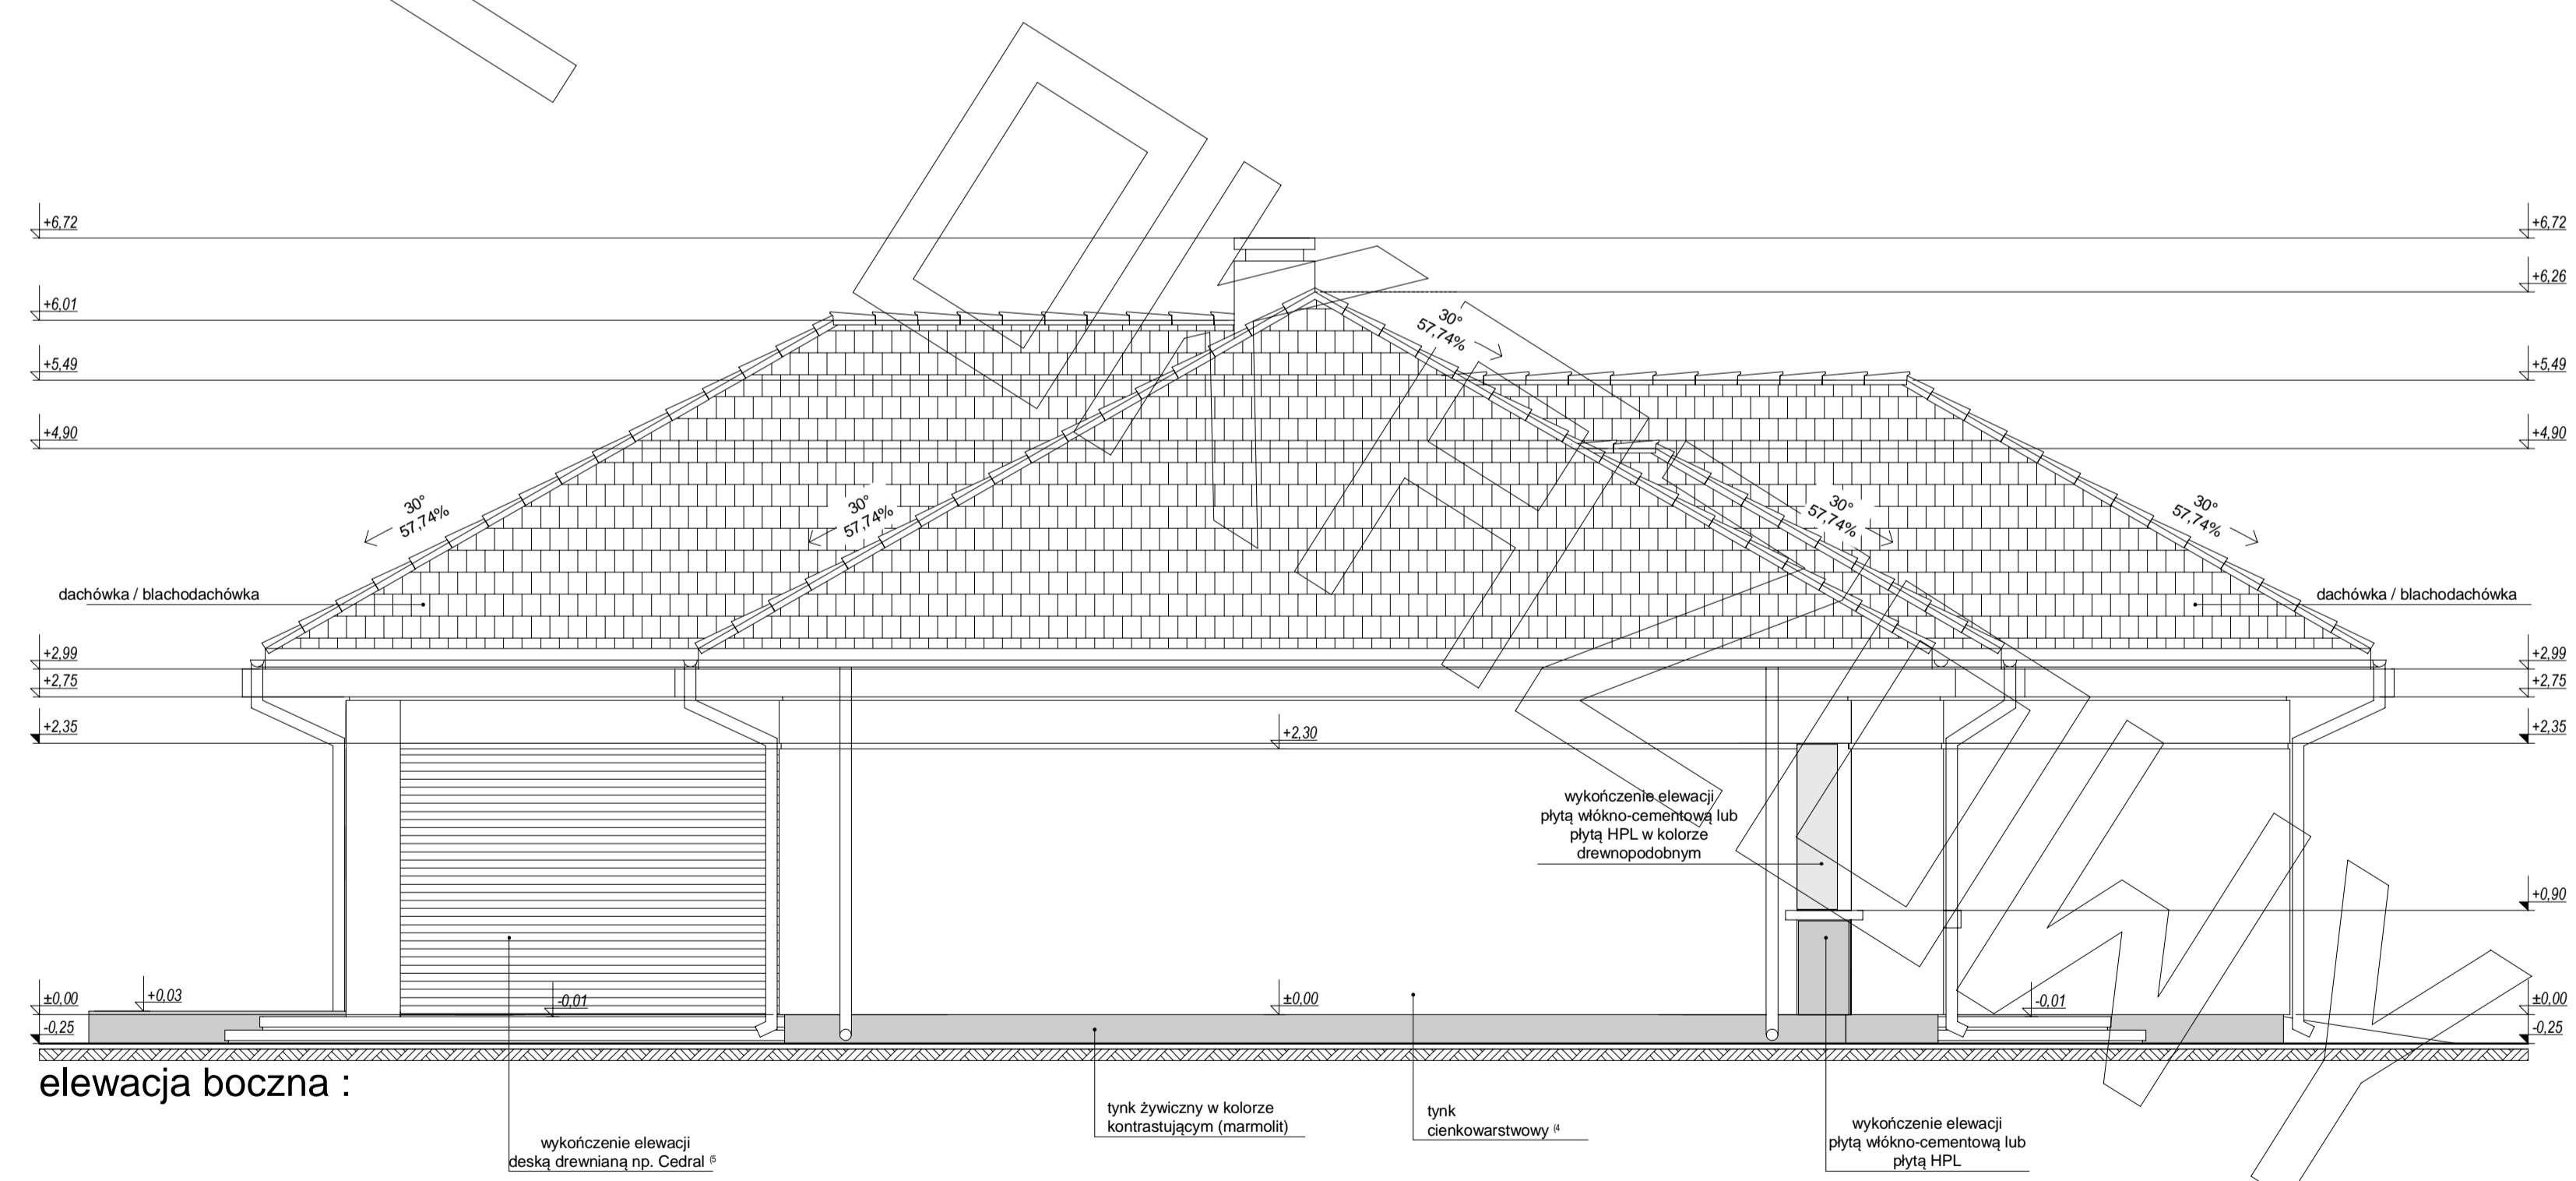 +6,72
+6,72
+6,26
+6,01
30°
57,74%
+5,49
+5,49
+4,90
+4,90
30°
57,74%
30°
57,74%
30°
57,74%
30°
57,74%
dachówka / blachodachówka
dachówka / blachodachówka
+2,99
+2,99
+2,75
+2,75
+2,35
+2,30
+2,35
wykończenie elewacji
płytą włókno-cementową lub
płytą HPL w kolorze
drewnopodobnym
+0,90
±0,00
+0,03
-0,01
±0,00
-0,01
±0,00
-0,25
-0,25
elewacja boczna :
tynk żywiczny w kolorze
kontrastującym (marmolit)
tynk
cienkowarstwowy (4
wykończenie elewacji
płytą włókno-cementową lub
płytą HPL
wykończenie elewacji
deską drewnianą np. Cedral (5